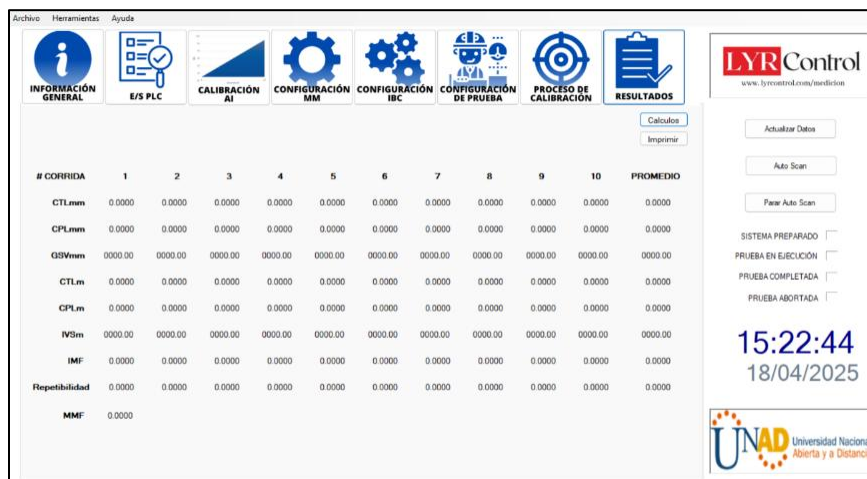 Archivo Herramientas Ayuda
INFORMACIÓN GENERAL
E/S PLC
CALIBRACIÓN AI
CONFIGURACIÓN MM
CONFIGURACIÓN IBC
CONFIGURACIÓN DE PRUEBA
PROCESO DE CALIBRACIÓN
RESULTADOS
Calculos
Imprimir
# CORRIDA 1 2 3 4 5 6 7 8 9 10 PROMEDIO
CTLmm 0.0000 0.0000 0.0000 0.0000 0.0000 0.0000 0.0000 0.0000 0.0000 0.0000 0.0000
CPLmm 0.0000 0.0000 0.0000 0.0000 0.0000 0.0000 0.0000 0.0000 0.0000 0.0000 0.0000
GSVmm 0000.00 0000.00 0000.00 0000.00 0000.00 0000.00 0000.00 0000.00 0000.00 0000.00 0000.00
CTLm 0.0000 0.0000 0.0000 0.0000 0.0000 0.0000 0.0000 0.0000 0.0000 0.0000 0.0000
CPLm 0.0000 0.0000 0.0000 0.0000 0.0000 0.0000 0.0000 0.0000 0.0000 0.0000 0.0000
IVSm 0000.00 0000.00 0000.00 0000.00 0000.00 0000.00 0000.00 0000.00 0000.00 0000.00 0000.00
IMF 0.0000 0.0000 0.0000 0.0000 0.0000 0.0000 0.0000 0.0000 0.0000 0.0000 0.0000
Repetibilidad 0.0000 0.0000 0.0000 0.0000 0.0000 0.0000 0.0000 0.0000 0.0000 0.0000 0.0000
MMF 0.0000
LYR Control
www.lyrcontrol.com/medicion
Actualizar Datos
Auto Scan
Parar Auto Scan
SISTEMA PREPARADO
PRUEBA EN EJECUCIÓN
PRUEBA COMPLETADA
PRUEBA ABORTADA
15:22:44
18/04/2025
UNAD Universidad Naciona
Abierta y a Distanci